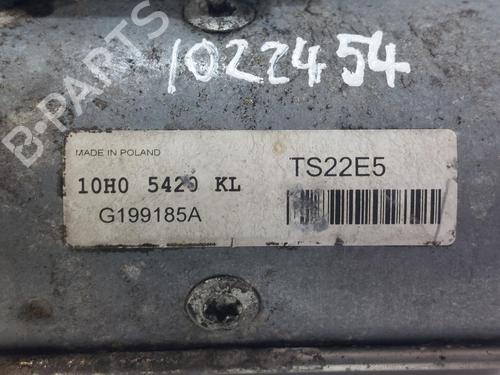 1022454
B-PARTS
MADE IN POLAND
10H0 5420 KL
G199185A
TS22E5